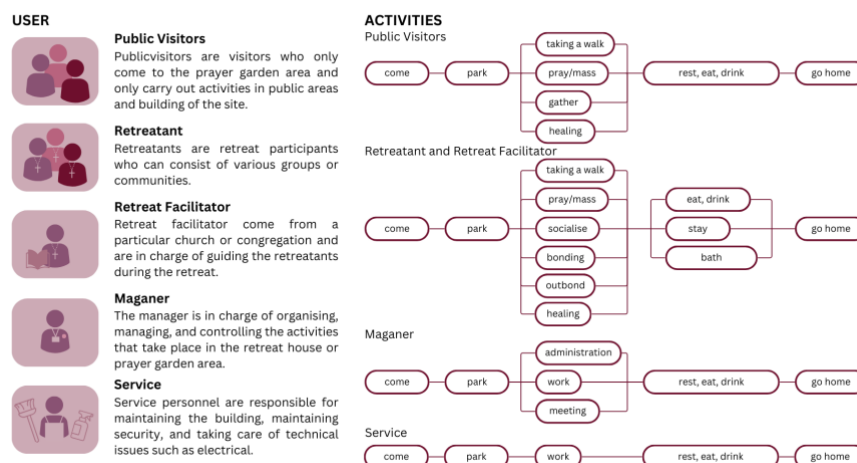 USER
Public Visitors
Publicvisitors are visitors who only
come to the prayer garden area and
only carry out activities in public areas
and building of the site.
Retreatant
Retreatants are retreat participants
who can consist of various groups or
communities.
Retreat Facilitator
Retreat facilitator come from a
particular church or congregation and
are in charge of guiding the retreatants
during the retreat.
Maganer
The manager is in charge of organising,
managing, and controlling the activities
that take place in the retreat house or
prayer garden area.
Service
Service personnel are responsible for
maintaining the building, maintaining
security, and taking care of technical
issues such as electrical.
ACTIVITIES
Public Visitors
come
park
taking a walk
pray/mass
gather
healing
rest, eat, drink
go home
Retreatant and Retreat Facilitator
come
park
taking a walk
pray/mass
socialise
bonding
outbond
healing
eat, drink
stay
bath
go home
Maganer
come
park
administration
work
meeting
rest, eat, drink
go home
Service
come
park
work
rest, eat, drink
go home